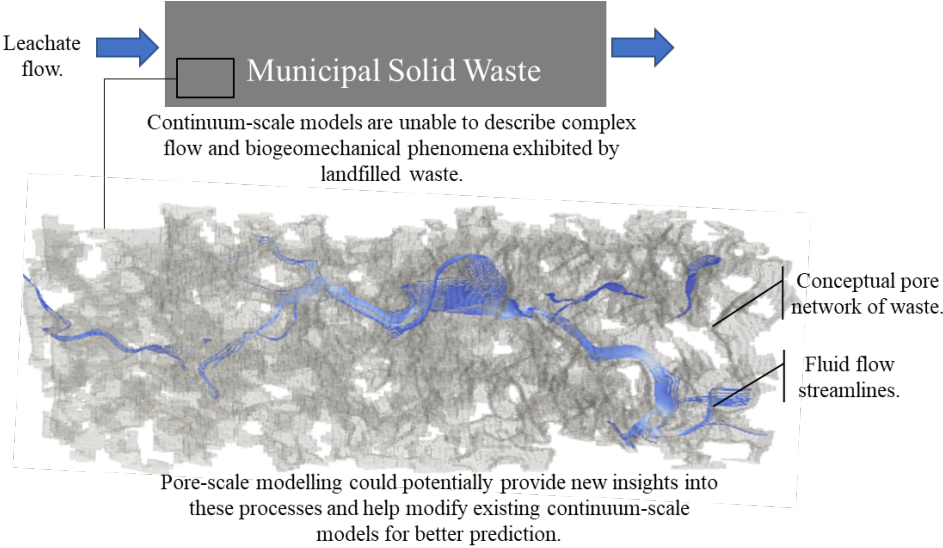 Leachate
flow.
Municipal Solid Waste
Continuum-scale models are unable to describe complex
flow and biogeomechanical phenomena exhibited by
landfilled waste.
Conceptual pore
network of waste.
Fluid flow
streamlines.
Pore-scale modelling could potentially provide new insights into
these processes and help modify existing continuum-scale
models for better prediction.